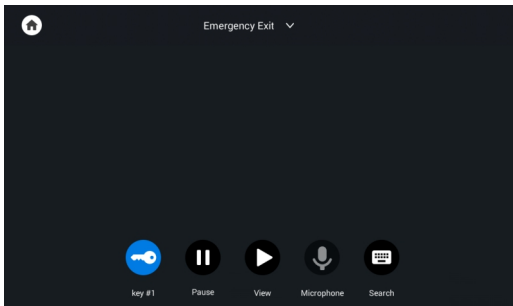 Emergency Exit
key #1
Pause
View
Microphone
Search